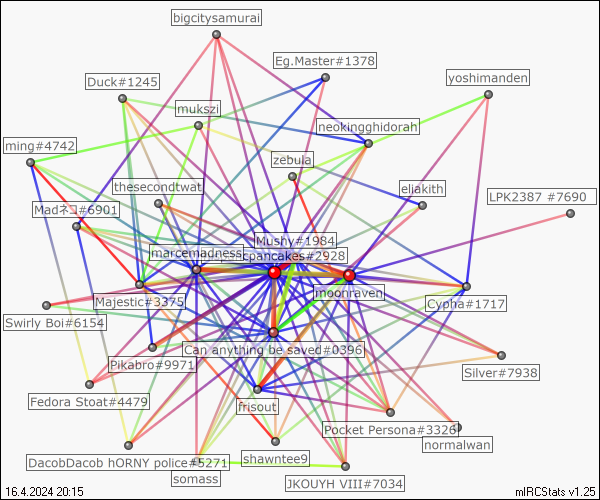 bigcitysamurai
Eg.Master#1378
yoshimanden
Duck#1245
mukszi
neokingghidorah
ming#4742
zebula
thesecondtwat
eljakith
LPK2387 #7690
Madネコ#6901
Mushy#1984
marcemadness
pancakes#2928
moonraven
Majestic#3375
Cypha#1717
Swirly Boi#6154
Can anything be saved#0396
Pikabro#9971
Silver#7938
Fedora Stoat#4479
frisout
Pocket Persona#3326
normalwan
DacobDacob hORNY police#5271
shawntee9
somass
JKOUYH VIII#7034
16.4.2024 20:15
mIRCStats v1.25